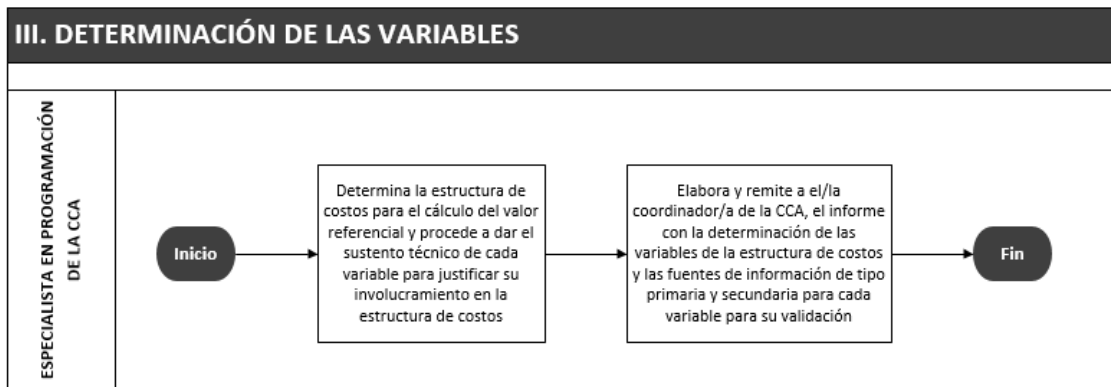 III. DETERMINACIÓN DE LAS VARIABLES
ESPECIALISTA EN PROGRAMACIÓN
DE LA CCA
Inicio
Determina la estructura de
costos para el cálculo del valor
referencial y procede a dar el
sustento técnico de cada
variable para justificar su
involucramiento en la
estructura de costos
Elabora y remite a el/la
coordinador/a de la CCA, el informe
con la determinación de las
variables de la estructura de costos
y las fuentes de información de tipo
primaria y secundaria para cada
variable para su validación
Fin